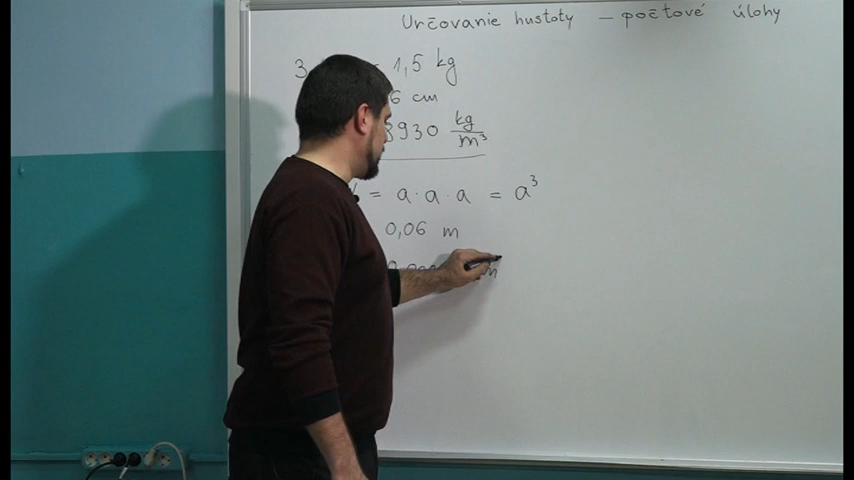 Určovanie hustoty – počtové úlohy
3 = 1,5 kg
6 cm
3930 kg/m³
= a · a · a = a³
0,06 m
m